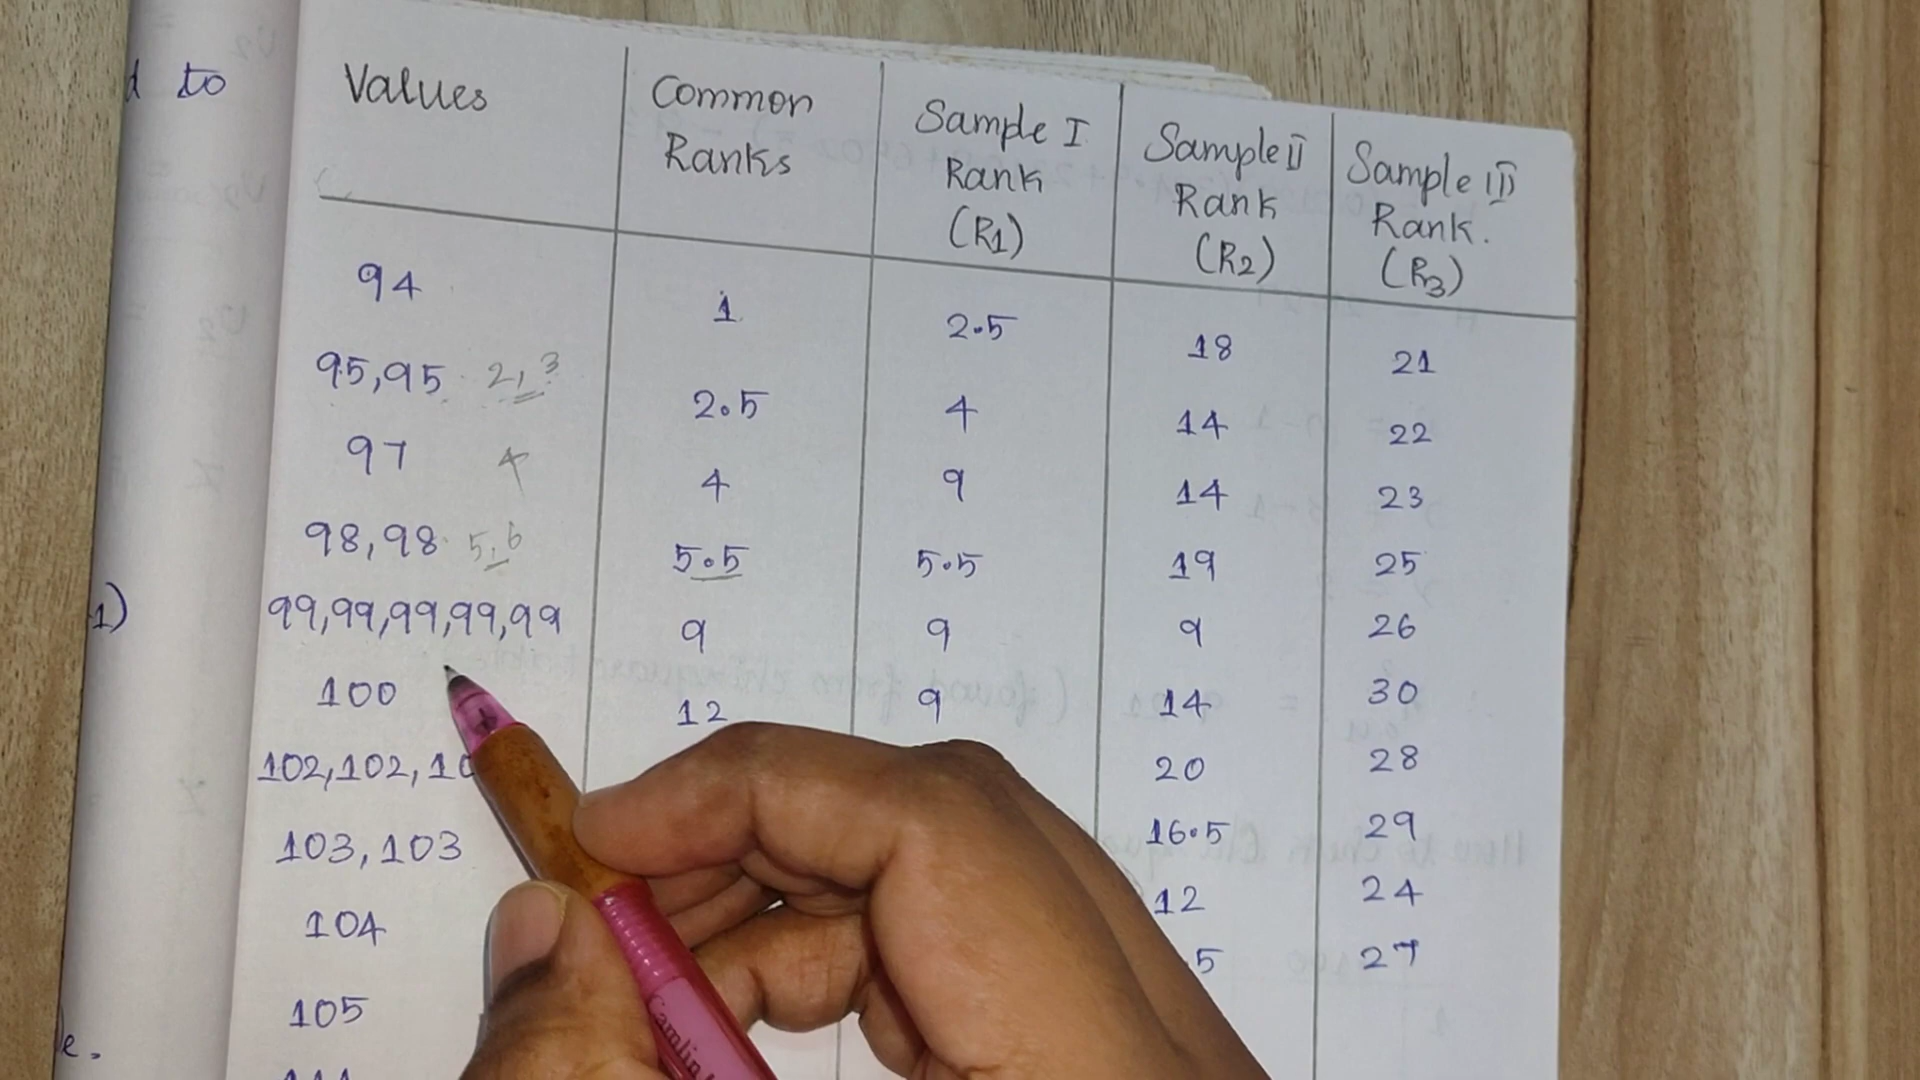 d to
Values Common Ranks Sample I Rank (R1) Sample II Rank (R2) Sample III Rank. (R3)
94 1 2.5 18 21
95,95 2,3 2.5 4 14 22
97 4 4 9 14 23
98,98 5,6 5.5 5.5 19 25
1) 99,99,99,99,99 9 9 9 26
100 12 9 14 30
102,102, 10 20 28
103,103 16.5 29
104 12 24
105 .5 27
e.
Camlin